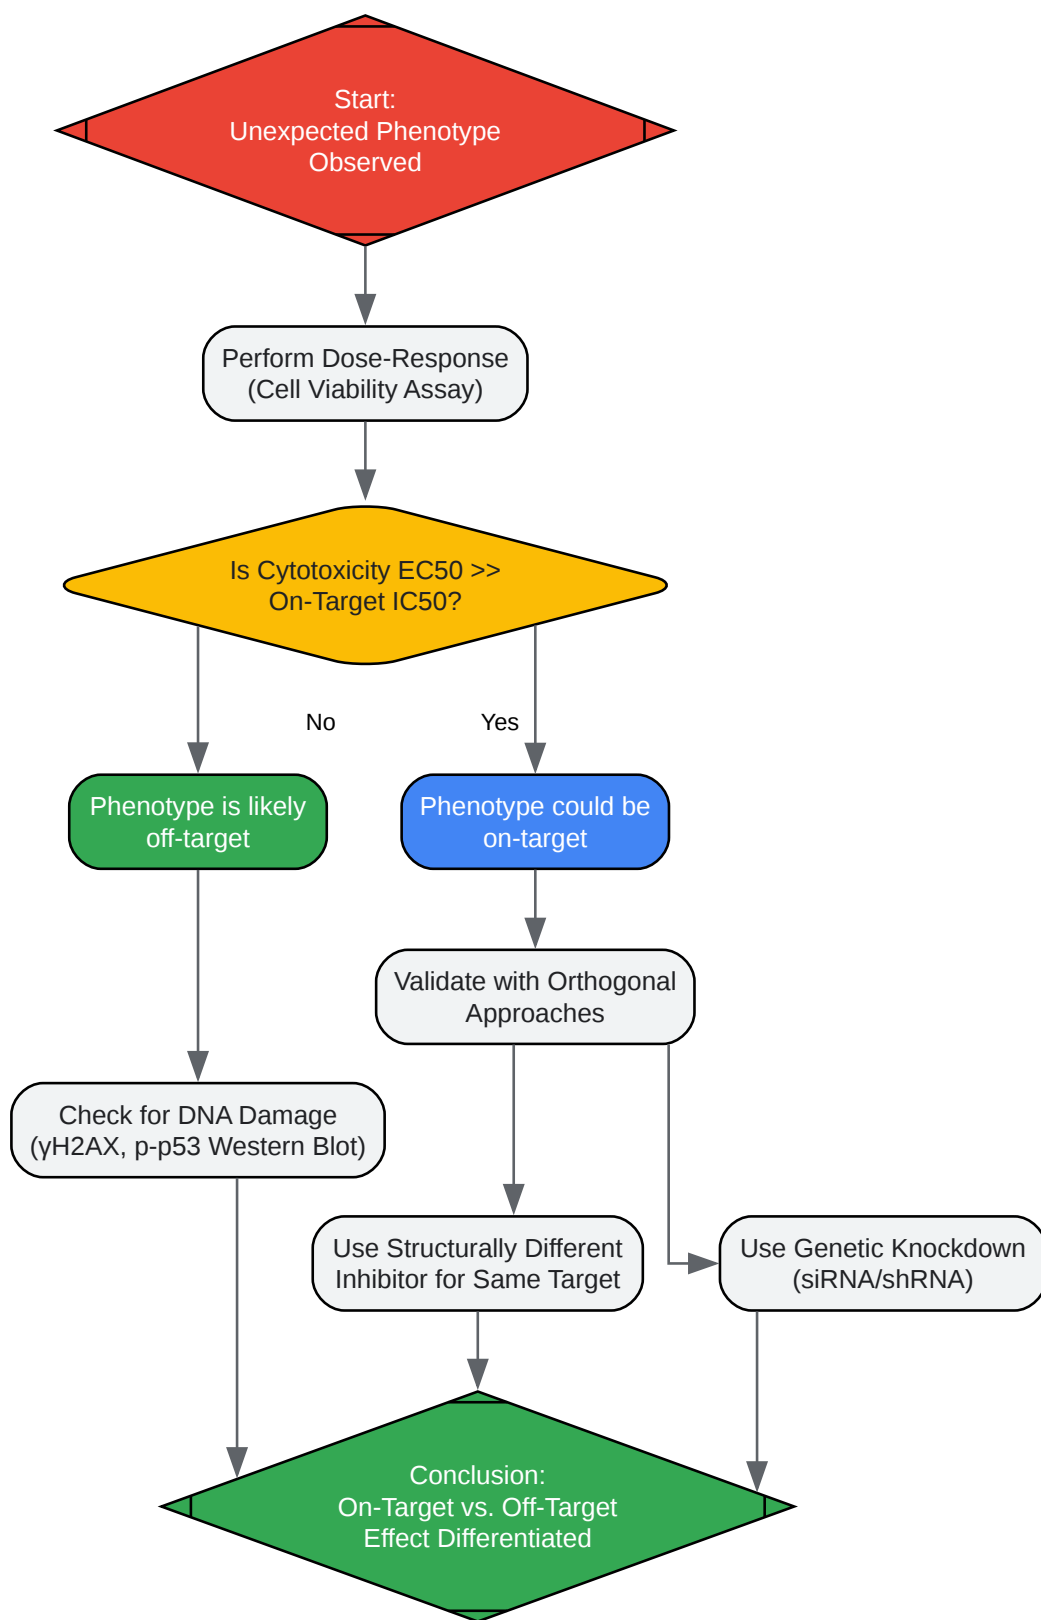 Start:
Unexpected Phenotype
Observed
Perform Dose-Response
(Cell Viability Assay)
Is Cytotoxicity EC50 >>
On-Target IC50?
No
Yes
Phenotype is likely
off-target
Phenotype could be
on-target
Validate with Orthogonal
Approaches
Check for DNA Damage
(γH2AX, p-p53 Western Blot)
Use Structurally Different
Inhibitor for Same Target
Use Genetic Knockdown
(siRNA/shRNA)
Conclusion:
On-Target vs. Off-Target
Effect Differentiated